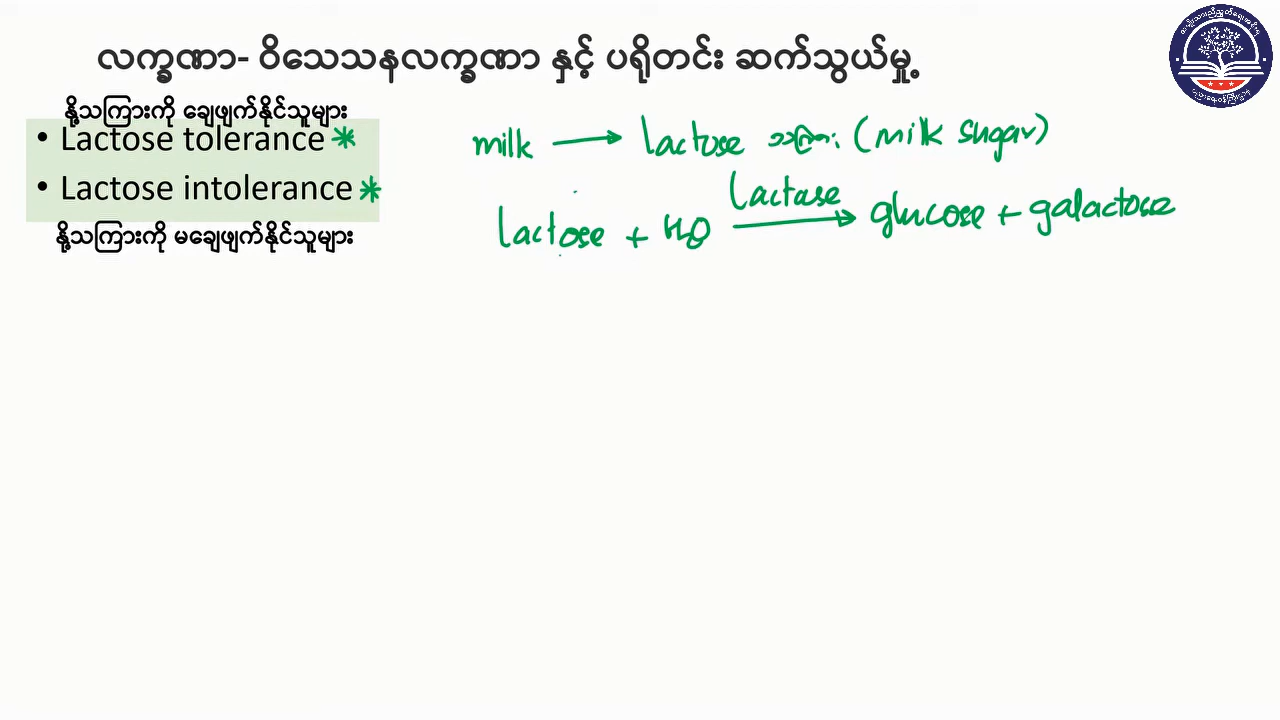 လက္ခဏာ- ဝိသေသနလက္ခဏာ နှင့် ပရိုတင်း ဆက်သွယ်မှု့
နို့သကြားကို ချေဖျက်နိုင်သူများ
• Lactose tolerance *
• Lactose intolerance *
နို့သကြားကို မချေဖျက်နိုင်သူများ
milk ⟶ lactose သကြား (milk sugar)
Lactase
lactose + H₂O ⟶ glucose + galactose